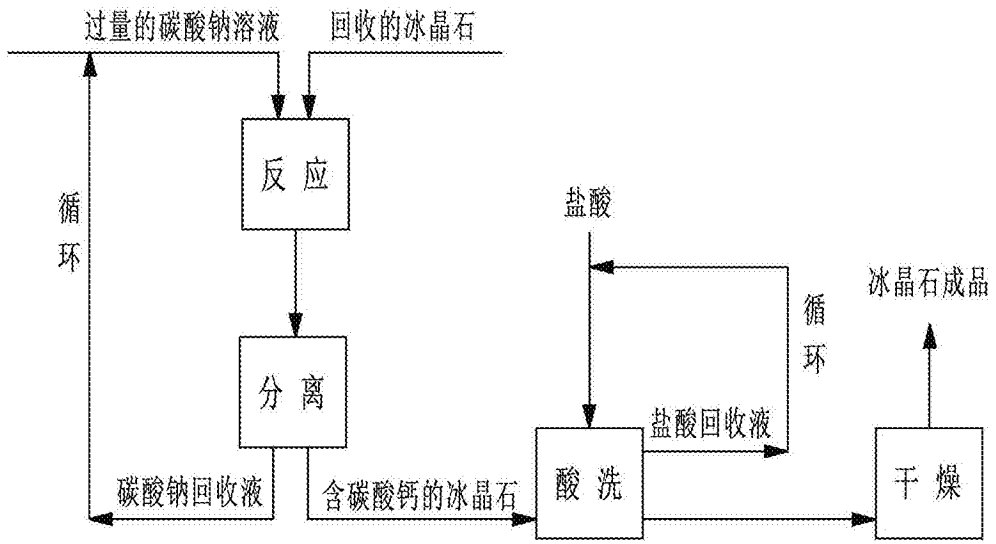 过量的碳酸钠溶液
回收的冰晶石
反应
循环
盐酸
冰晶石成品
循环
分离
盐酸回收液
碳酸钠回收液
含碳酸钙的冰晶石
酸洗
干燥